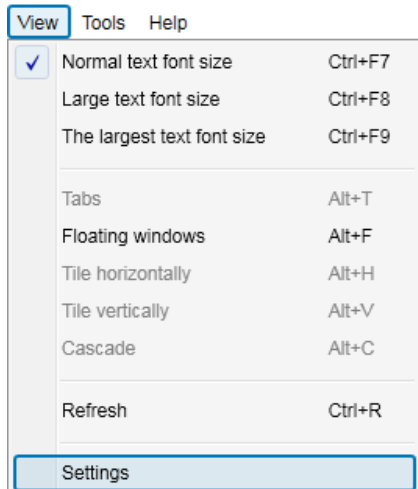 View Tools Help
Normal text font size Ctrl+F7
Large text font size Ctrl+F8
The largest text font size Ctrl+F9
Tabs Alt+T
Floating windows Alt+F
Tile horizontally Alt+H
Tile vertically Alt+V
Cascade Alt+C
Refresh Ctrl+R
Settings